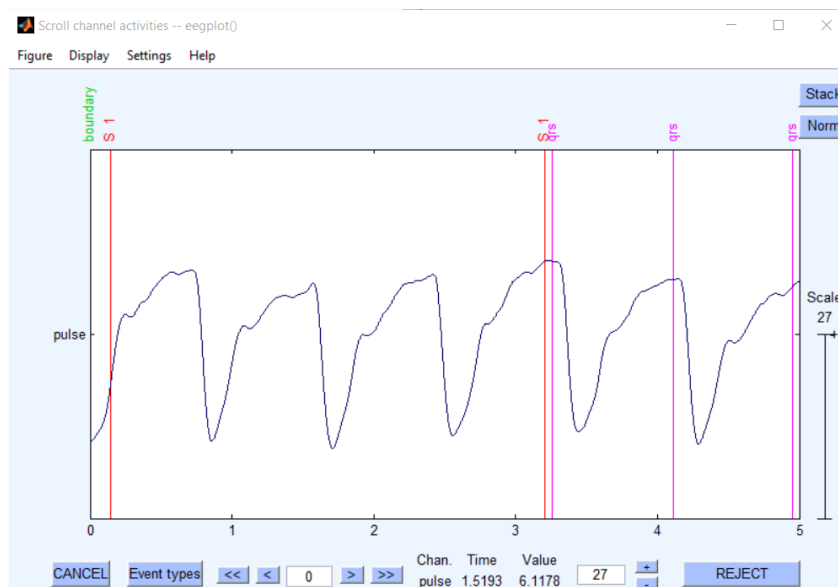 Scroll channel activities -- eegplot()
Figure Display Settings Help
boundary
S 1
S 1
qrs
qrs
qrs
Stack
Norm
pulse
Scale
27
+
0 1 2 3 4 5
Chan. Time Value
CANCEL Event types << < 0 > >> pulse 1.5193 6.1178 27 + - REJECT